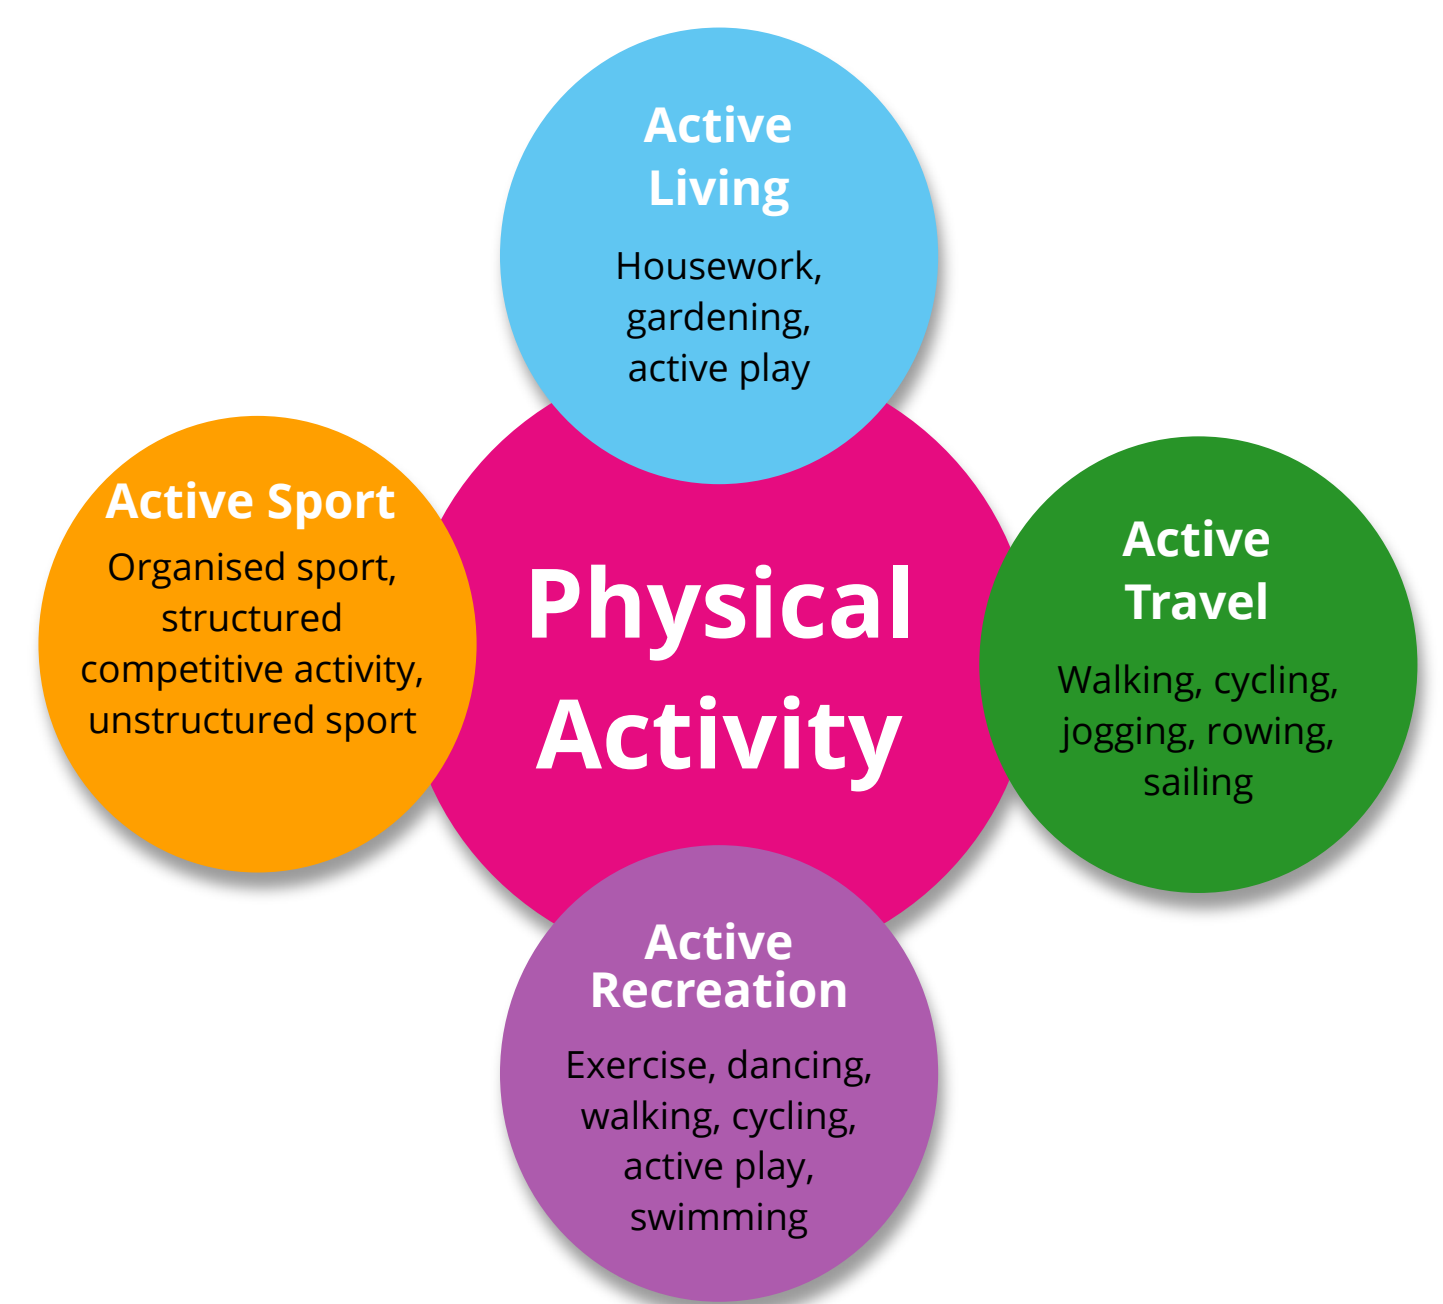 Active
Living
Housework,
gardening,
active play
Active Sport
Organised sport,
structured
competitive activity,
unstructured sport
Physical
Activity
Active
Travel
Walking, cycling,
jogging, rowing,
sailing
Active
Recreation
Exercise, dancing,
walking, cycling,
active play,
swimming